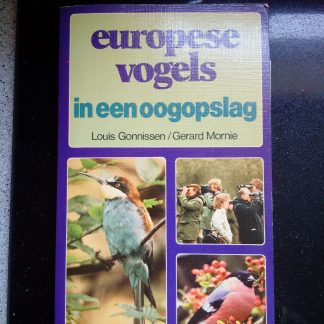 europese
vogels
in een oogopslag
Louis Gonnissen / Gerard Mornie